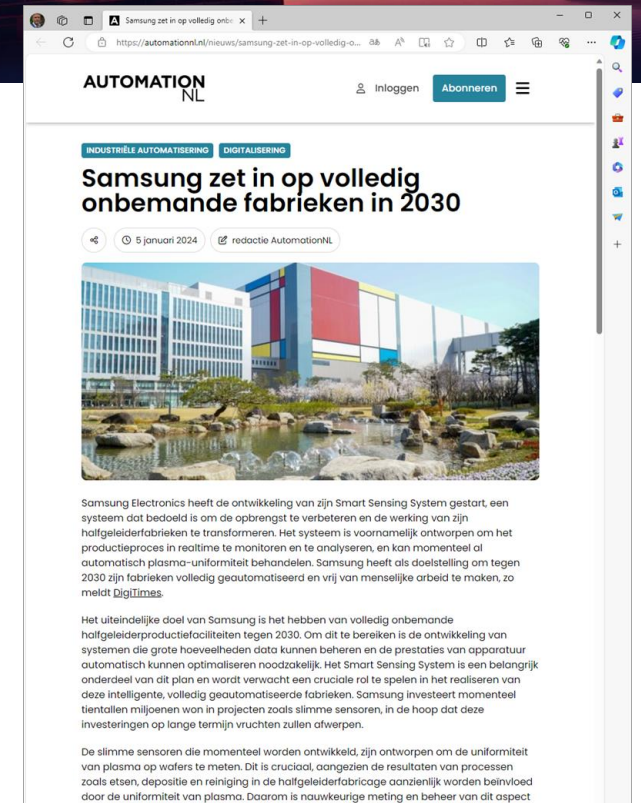 Samsung zet in op volledig onbe
https://automationnl.nl/nieuws/samsung-zet-in-op-volledig-o...
AUTOMATION
NL
Inloggen
Abonneren
INDUSTRIËLE AUTOMATISERING
DIGITALISERING
Samsung zet in op volledig
onbemande fabrieken in 2030
5 januari 2024
redactie AutomationNL
Samsung Electronics heeft de ontwikkeling van zijn Smart Sensing System gestart, een
systeem dat bedoeld is om de opbrengst te verbeteren en de werking van zijn
halfgeleiderfabrieken te transformeren. Het systeem is voornamelijk ontworpen om het
productieproces in realtime te monitoren en te analyseren, en kan momenteel al
automatisch plasma-uniformiteit behandelen. Samsung heeft als doelstelling om tegen
2030 zijn fabrieken volledig geautomatiseerd en vrij van menselijke arbeid te maken, zo
meldt DigiTimes.
Het uiteindelijke doel van Samsung is het hebben van volledig onbemande
halfgeleiderproductiefaciliteiten tegen 2030. Om dit te bereiken is de ontwikkeling van
systemen die grote hoeveelheden data kunnen beheren en de prestaties van apparatuur
automatisch kunnen optimaliseren noodzakelijk. Het Smart Sensing System is een belangrijk
onderdeel van dit plan en wordt verwacht een cruciale rol te spelen in het realiseren van
deze intelligente, volledig geautomatiseerde fabrieken. Samsung investeert momenteel
tientallen miljoenen won in projecten zoals slimme sensoren, in de hoop dat deze
investeringen op lange termijn vruchten zullen afwerpen.
De slimme sensoren die momenteel worden ontwikkeld, zijn ontworpen om de uniformiteit
van plasma op wafers te meten. Dit is cruciaal, aangezien de resultaten van processen
zoals etsen, depositie en reiniging in de halfgeleiderfabricage aanzienlijk worden beïnvloed
door de uniformiteit van plasma. Daarom is nauwkeurige meting en beheer van dit aspect